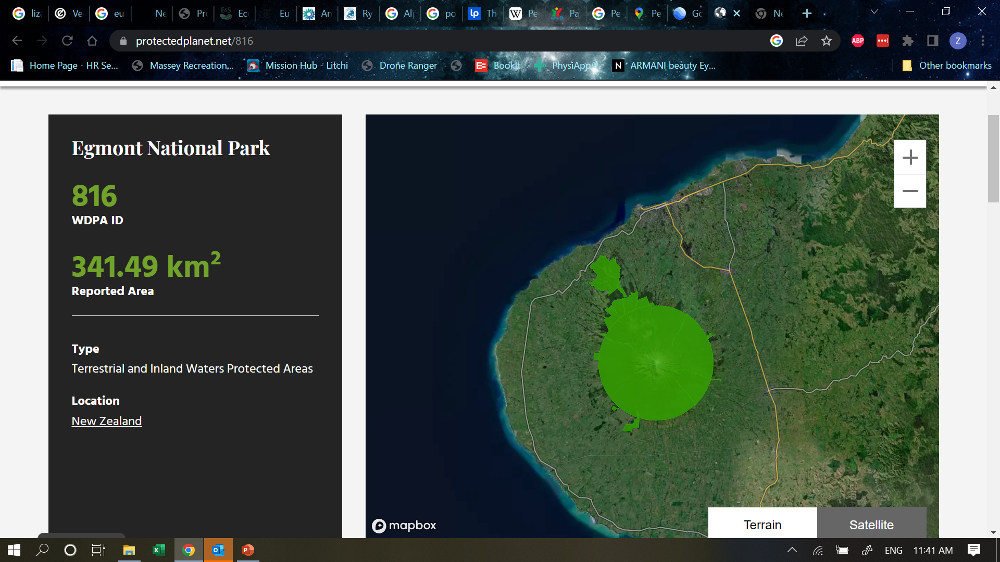 liz
Ve
eu
Ne
Pr
Ec
Eu
An
Ry
Al
po
Th
Pe
Pa
Pe
Pe
Go
Ne
protectedplanet.net/816
ABP
Z
Home Page - HR Se...
Massey Recreation,...
Mission Hub - Litchi
Drone Ranger
BookIt
PhysiApp®
N
ARMANI beauty Ey...
Other bookmarks
Egmont National Park
816
WDPA ID
341.49 km²
Reported Area
Type
Terrestrial and Inland Waters Protected Areas
Location
New Zealand
mapbox
Terrain
Satellite
ENG
11:41 AM